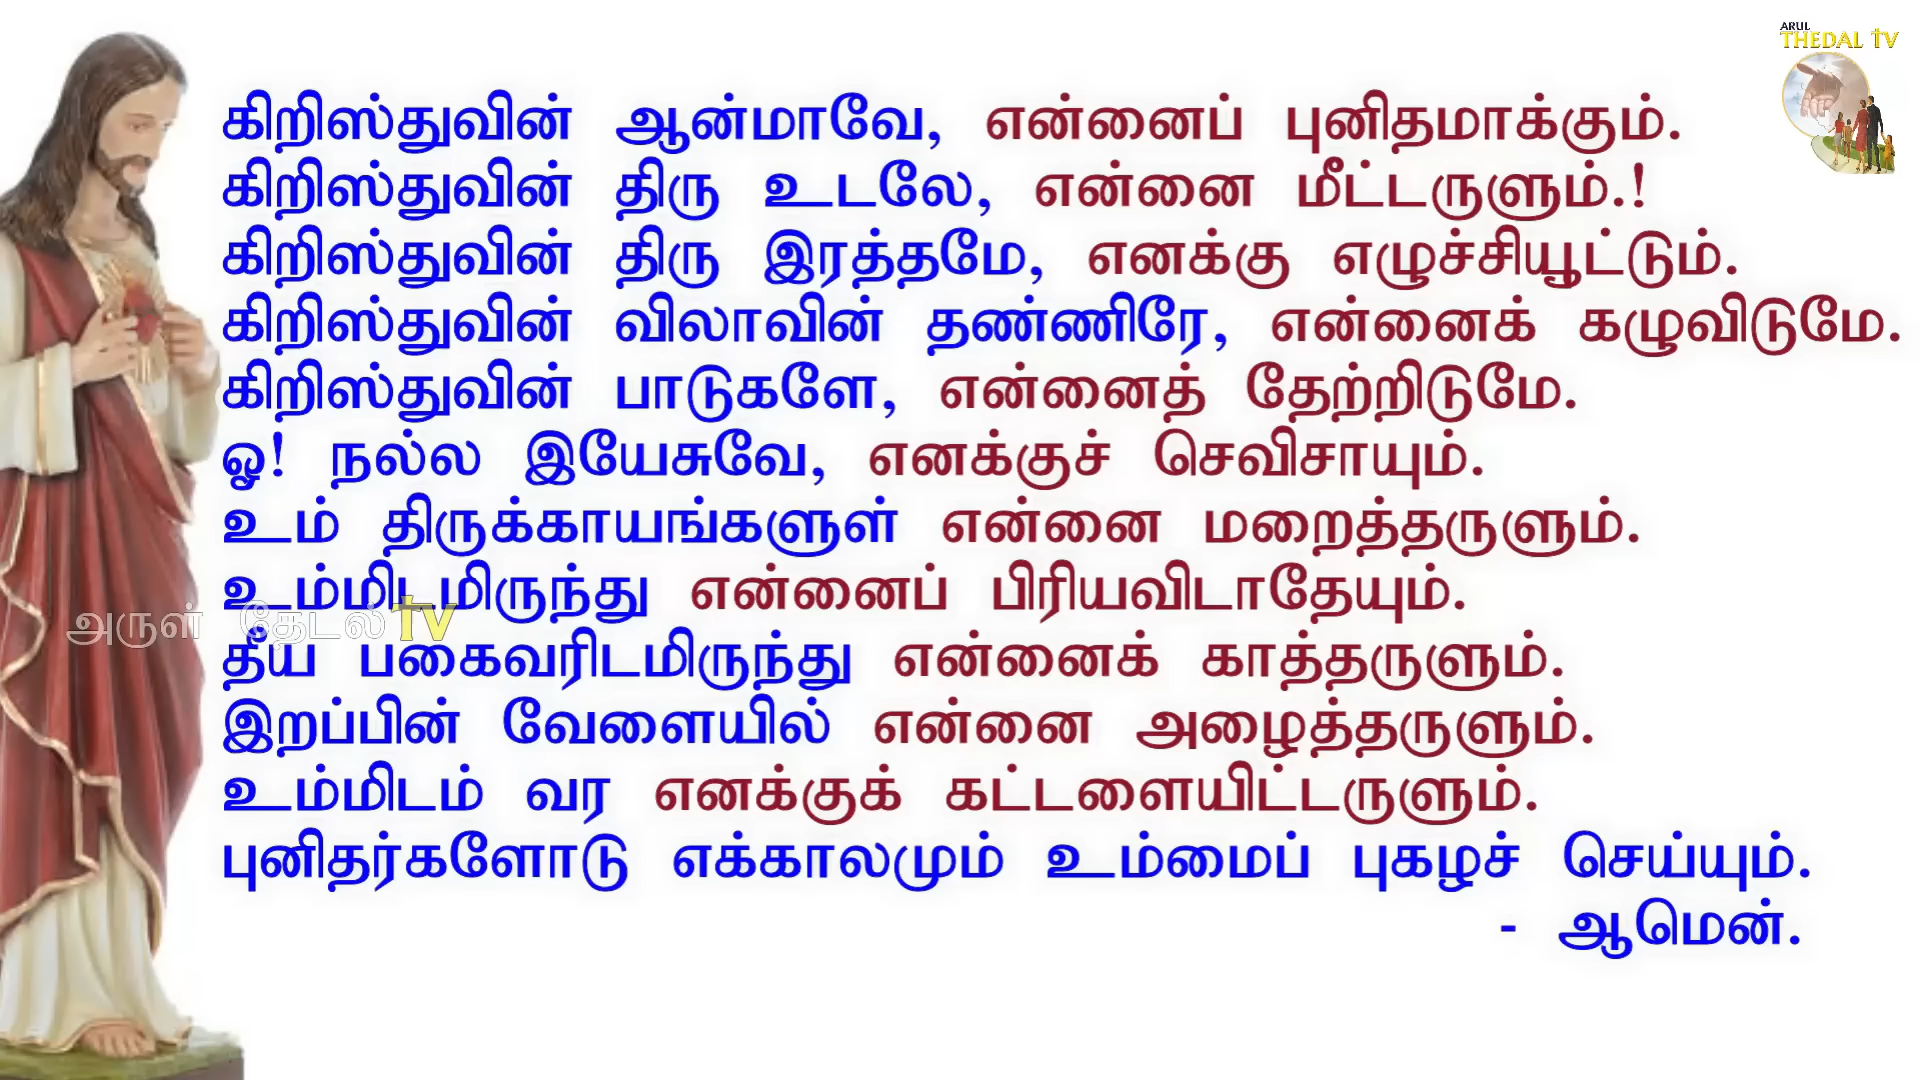 ARUL
THEDAL TV
கிறிஸ்துவின் ஆன்மாவே, என்னைப் புனிதமாக்கும்.
கிறிஸ்துவின் திரு உடலே, என்னை மீட்டருளும்.!
கிறிஸ்துவின் திரு இரத்தமே, எனக்கு எழுச்சியூட்டும்.
கிறிஸ்துவின் விலாவின் தண்ணிரே, என்னைக் கழுவிடுமே.
கிறிஸ்துவின் பாடுகளே, என்னைத் தேற்றிடுமே.
ஓ! நல்ல இயேசுவே, எனக்குச் செவிசாயும்.
உம் திருக்காயங்களுள் என்னை மறைத்தருளும்.
உம்மிடமிருந்து என்னைப் பிரியவிடாதேயும்.
அருள் தேடல் TV
தீய பகைவரிடமிருந்து என்னைக் காத்தருளும்.
இறப்பின் வேளையில் என்னை அழைத்தருளும்.
உம்மிடம் வர எனக்குக் கட்டளையிட்டருளும்.
புனிதர்களோடு எக்காலமும் உம்மைப் புகழச் செய்யும்.
- ஆமென்.